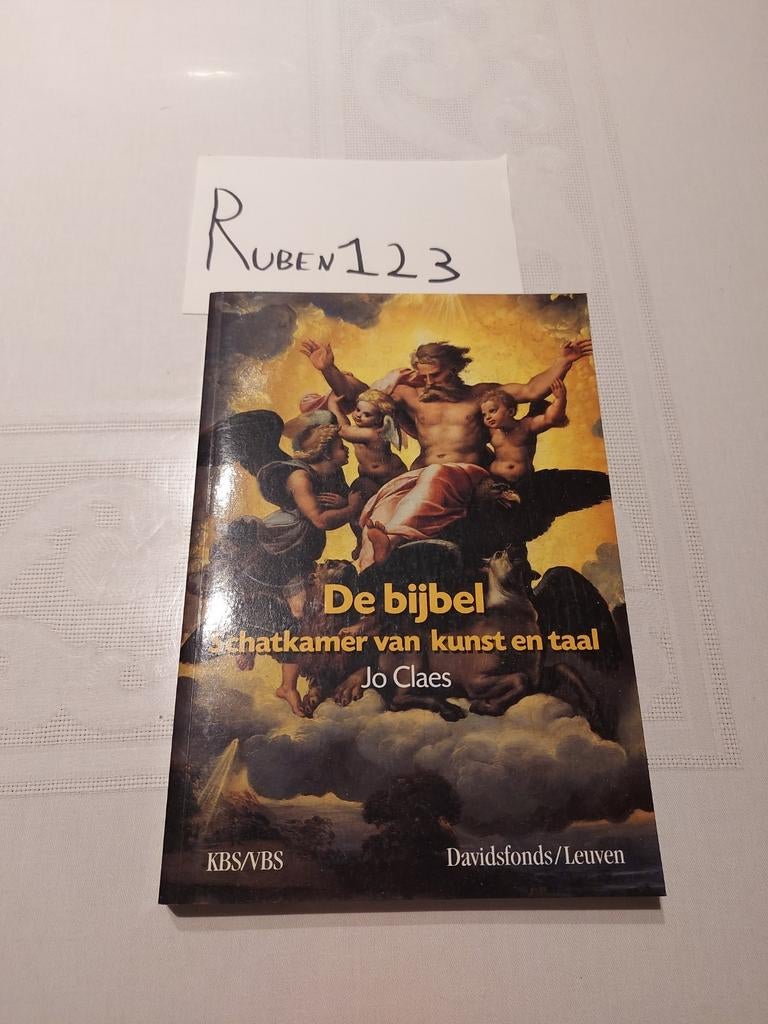 Ruben123
De bijbel
Schatkamer van kunst en taal
Jo Claes
KBS/VBS
Davidsfonds/Leuven